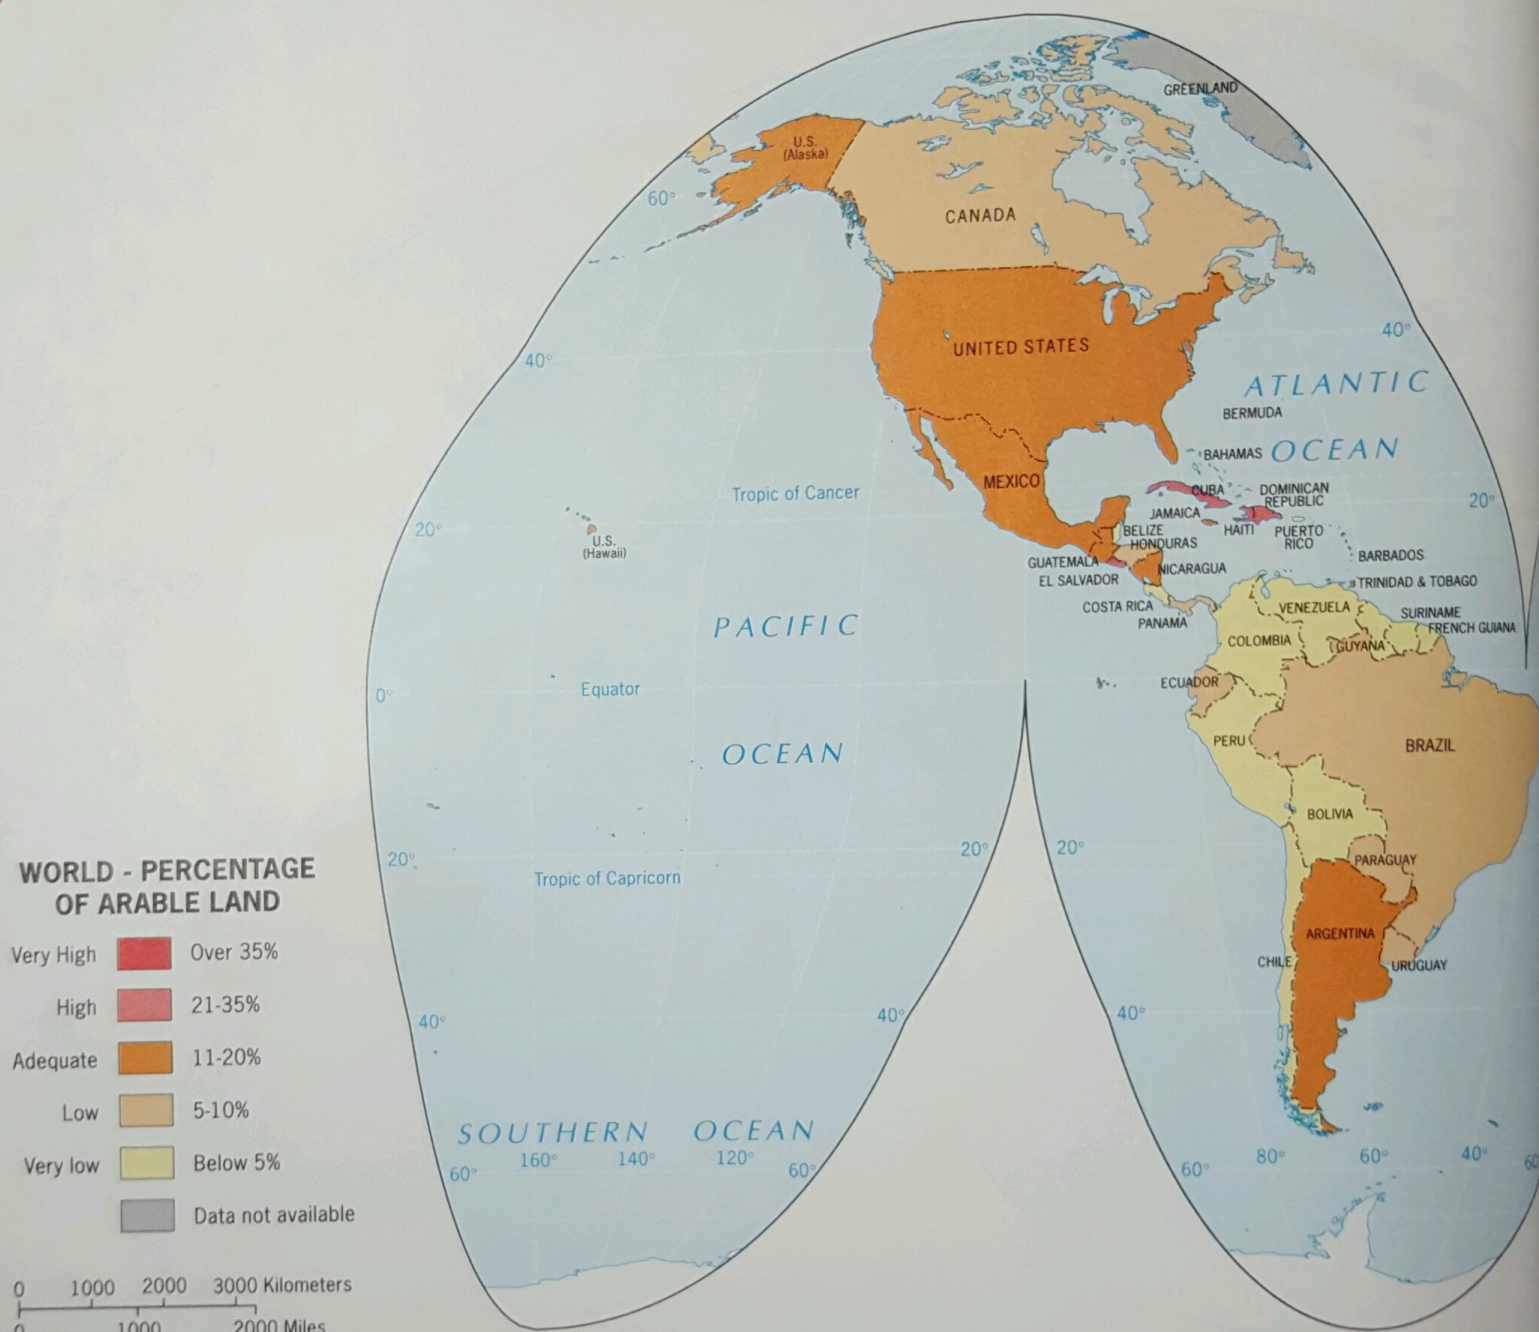 GREENLAND
U.S.
(Alaska)
60°
CANADA
40°
UNITED STATES
40°
ATLANTIC
BERMUDA
OCEAN
BAHAMAS
MEXICO
CUBA
DOMINICAN
REPUBLIC
Tropic of Cancer
20°
JAMAICA
20°
HAITI
PUERTO
RICO
BELIZE
HONDURAS
U.S.
(Hawaii)
BARBADOS
GUATEMALA
NICARAGUA
EL SALVADOR
TRINIDAD & TOBAGO
COSTA RICA
VENEZUELA
SURINAME
PANAMA
FRENCH GUIANA
PACIFIC
COLOMBIA
GUYANA
ECUADOR
Equator
0°
PERU
BRAZIL
OCEAN
BOLIVIA
20°
20°
20°
PARAGUAY
Tropic of Capricorn
ARGENTINA
CHILE
URUGUAY
40°
40°
40°
SOUTHERN OCEAN
60°
160°
140°
120°
60°
60°
80°
60°
40°
60
WORLD - PERCENTAGE
OF ARABLE LAND
Very High Over 35%
High 21-35%
Adequate 11-20%
Low 5-10%
Very low Below 5%
Data not available
0 1000 2000 3000 Kilometers
0 1000 2000 Miles